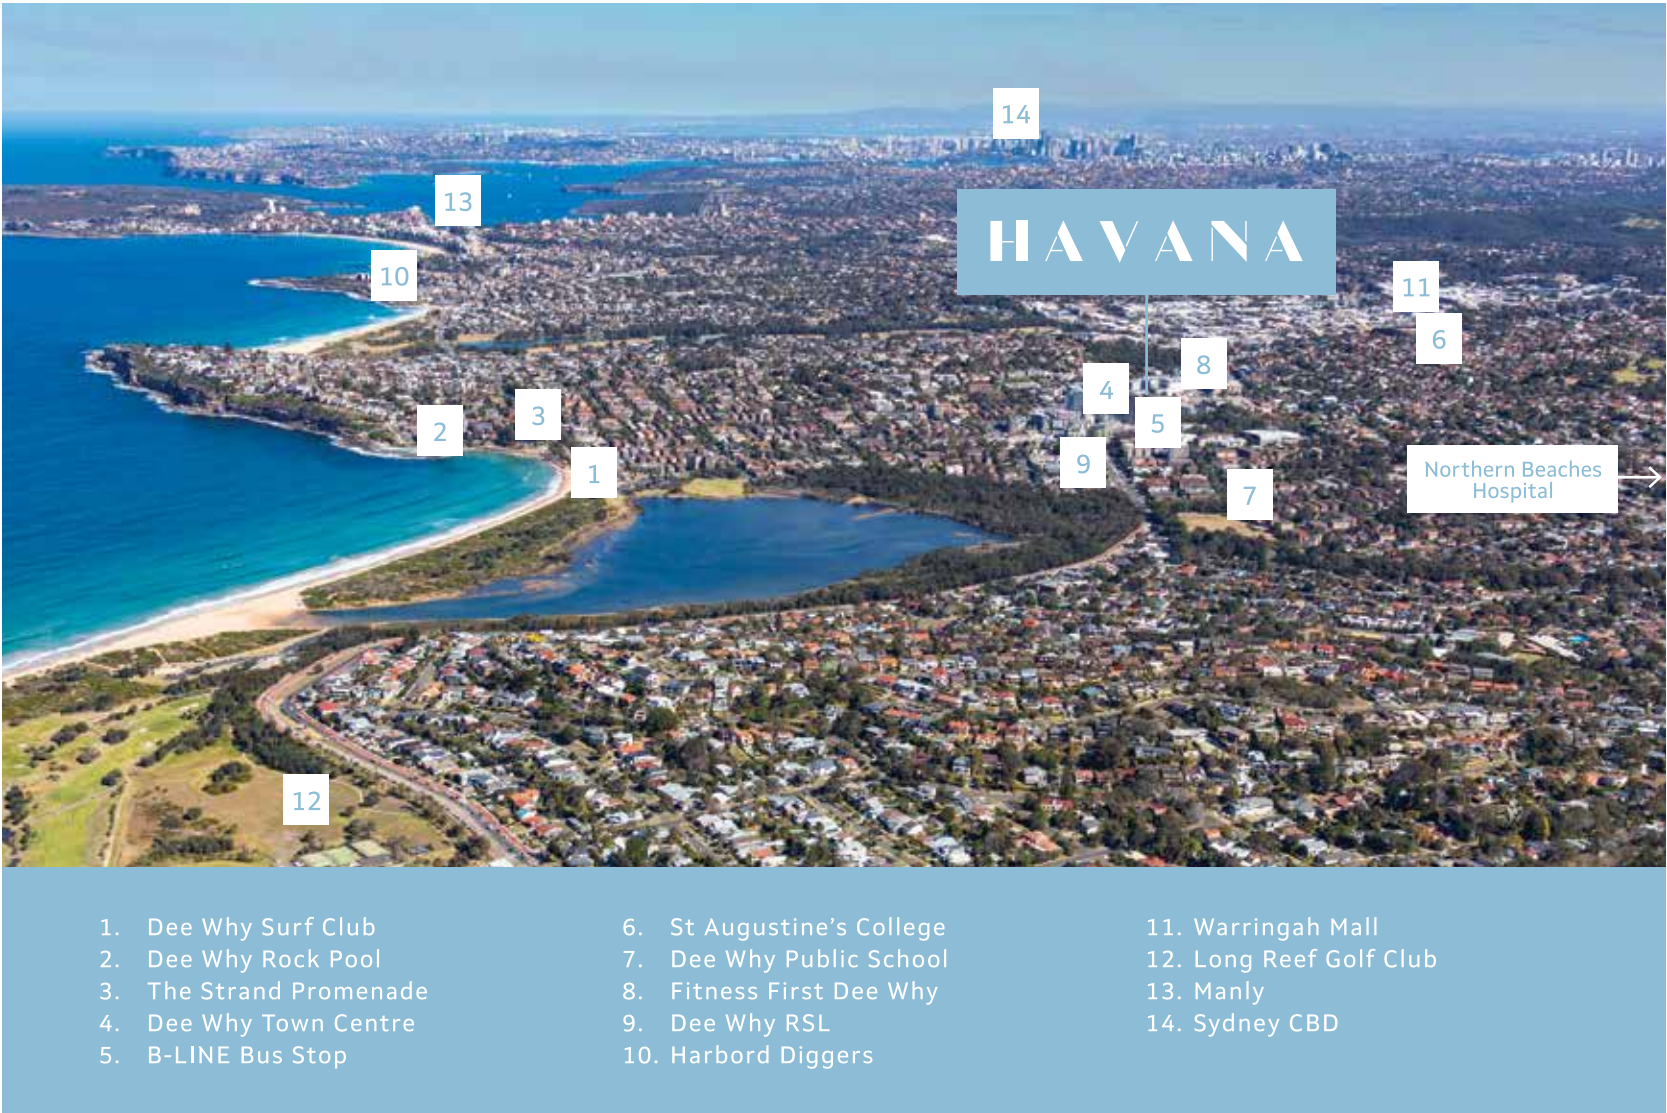 14
13
HAVANA
10
11
6
8
4
3
5
2
9
1
Northern Beaches
Hospital
7
12
1. Dee Why Surf Club
2. Dee Why Rock Pool
3. The Strand Promenade
4. Dee Why Town Centre
5. B-LINE Bus Stop
6. St Augustine’s College
7. Dee Why Public School
8. Fitness First Dee Why
9. Dee Why RSL
10. Harbord Diggers
11. Warringah Mall
12. Long Reef Golf Club
13. Manly
14. Sydney CBD